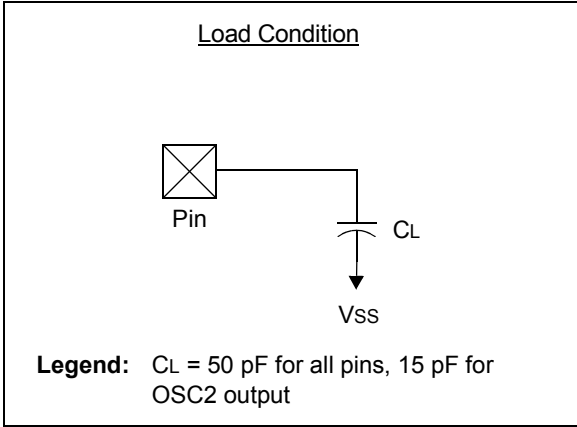 Load Condition
Pin
CL
VSS
Legend: CL = 50 pF for all pins, 15 pF for
OSC2 output